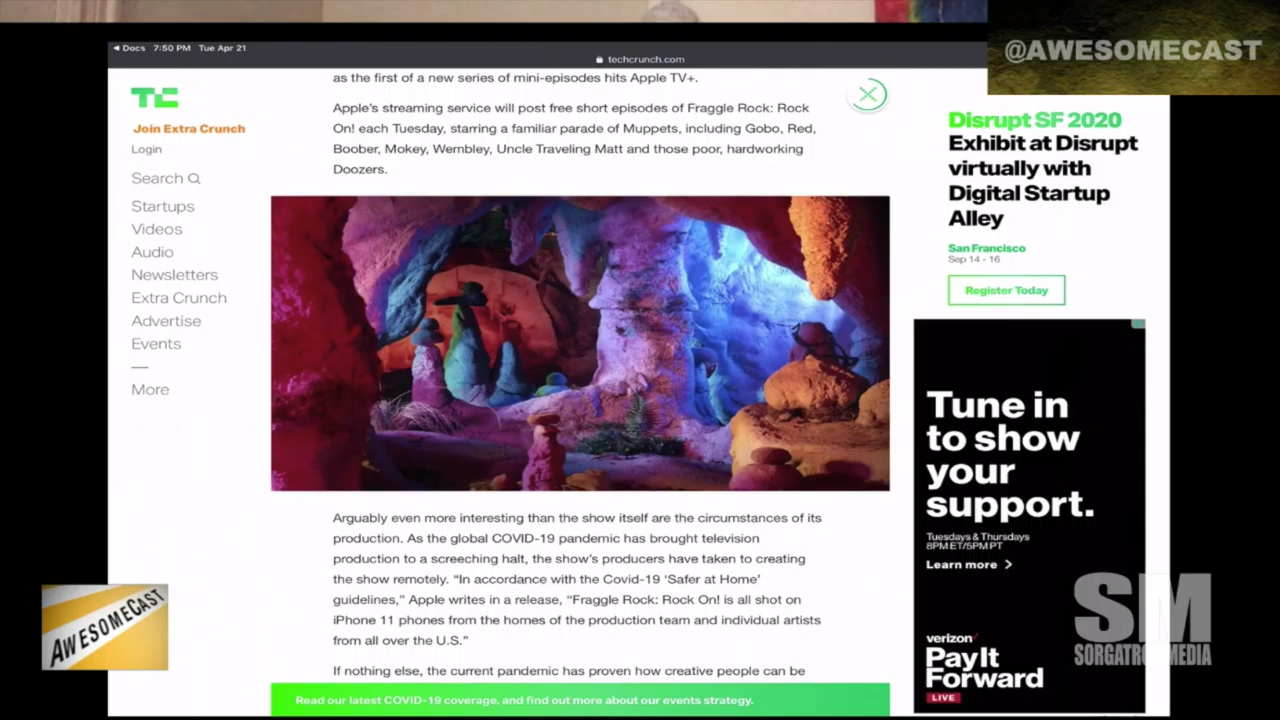 ◀ Docs 7:50 PM Tue Apr 21
techcrunch.com
@AWESOMECAST
TC
Join Extra Crunch
Login
Search
Startups
Videos
Audio
Newsletters
Extra Crunch
Advertise
Events
—
More
as the first of a new series of mini-episodes hits Apple TV+.
Apple's streaming service will post free short episodes of Fraggle Rock: Rock
On! each Tuesday, starring a familiar parade of Muppets, including Gobo, Red,
Boober, Mokey, Wembley, Uncle Traveling Matt and those poor, hardworking
Doozers.
Arguably even more interesting than the show itself are the circumstances of its
production. As the global COVID-19 pandemic has brought television
production to a screeching halt, the show's producers have taken to creating
the show remotely. “In accordance with the Covid-19 ‘Safer at Home’
guidelines,” Apple writes in a release, “Fraggle Rock: Rock On! is all shot on
iPhone 11 phones from the homes of the production team and individual artists
from all over the U.S.”
If nothing else, the current pandemic has proven how creative people can be
Read our latest COVID-19 coverage, and find out more about our events strategy.
Disrupt SF 2020
Exhibit at Disrupt
virtually with
Digital Startup
Alley
San Francisco
Sep 14 - 16
Register Today
Tune in
to show
your
support.
Tuesdays & Thursdays
8PM ET/5PM PT
Learn more >
verizon✓
Pay It
Forward
LIVE
AWESOMECAST
SM
SORGATRON MEDIA